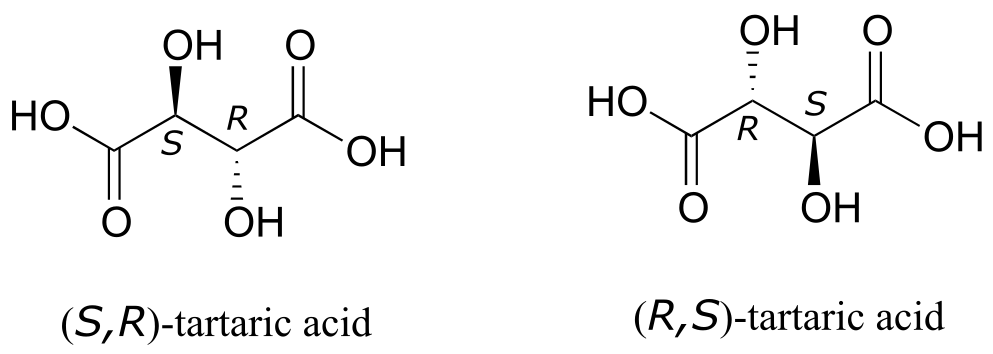 OH O OH O
HO S R OH HO R S OH
O OH O OH
(S,R)-tartaric acid (R,S)-tartaric acid